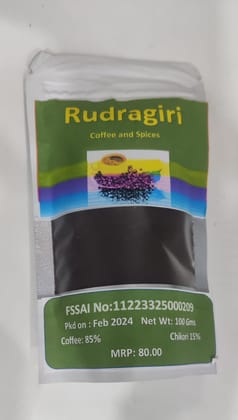 Rudragiri
Coffee and Spices
FSSAI No:11223325000209
Pkd on : Feb 2024 Net Wt: 100 Gms
Coffee: 85% Chikori 15%
MRP: 80.00